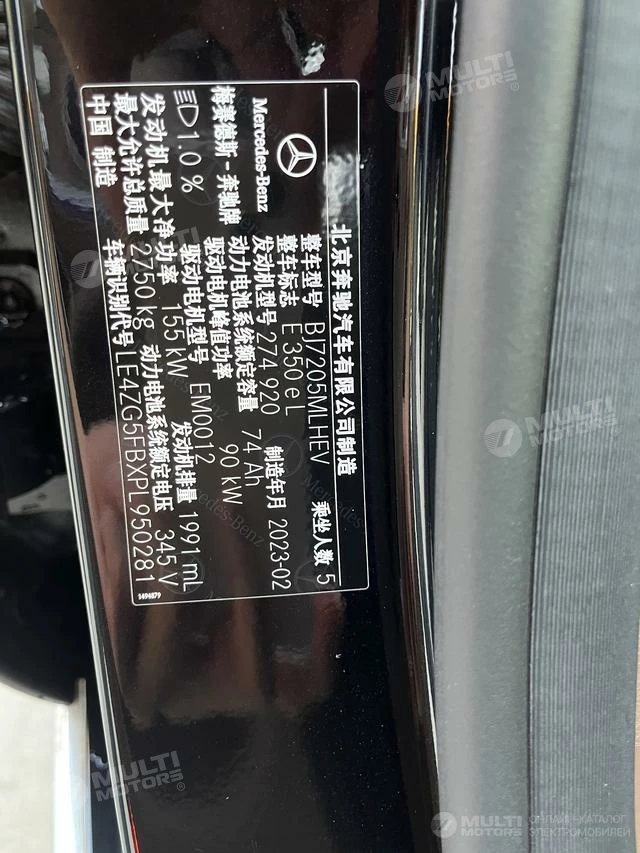 北京奔驰汽车有限公司制造
整车型号 BJ7205MLHEV 乘坐人数 5
整车标志 E 350 e L 制造年月 2023-02
Mercedes-Benz
发动机型号 274 920
动力电池系统额定容量 74 Ah
梅赛德斯-奔驰牌
驱动电机峰值功率 90 kW
驱动电机型号 EM0012
1.0 %
发动机排量 1991 mL
发动机最大净功率 155 kW
动力电池系统额定电压 345 V
最大允许总质量 2750 kg
车辆识别代号 LE4ZG5FBXPL950281
中国 制造
1494879
MULTI MOTORS®
MULTI MOTORS
MULTI MOTORS
MULTI MOTORS®
MULTI MOTORS
ОНЛАЙН-КАТАЛОГ
ЭЛЕКТРОМОБИЛЕЙ